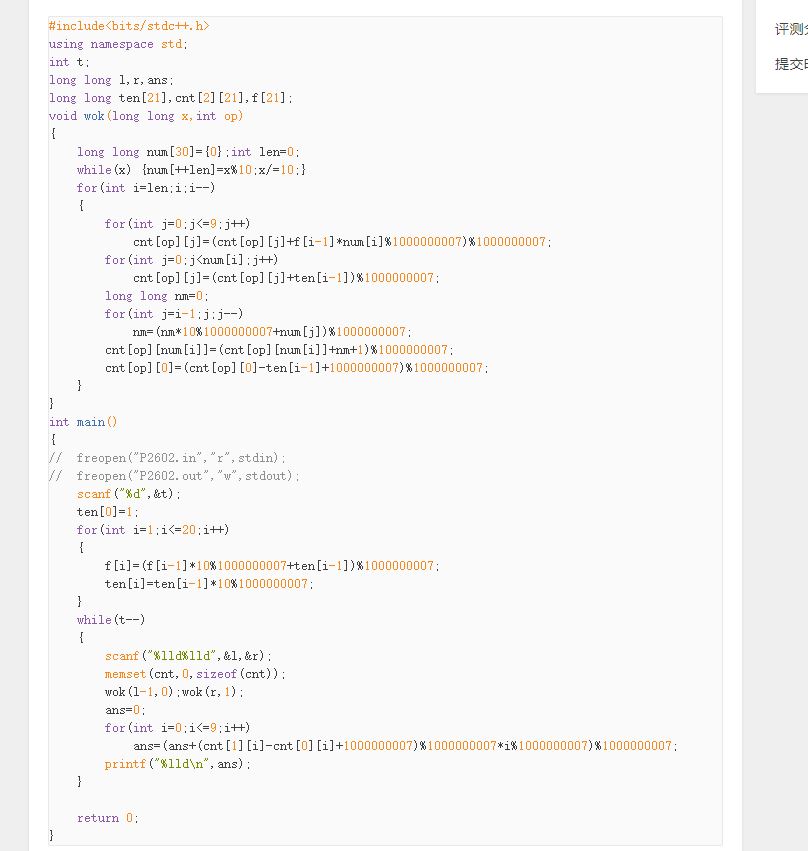 #include<bits/stdc++.h>
using namespace std;
int t;
long long l,r,ans;
long long ten[21],cnt[2][21],f[21];
void wok(long long x,int op)
{
    long long num[30]={0};int len=0;
    while(x) {num[++len]=x%10;x/=10;}
    for(int i=len;i;i--)
    {
        for(int j=0;j<=9;j++)
            cnt[op][j]=(cnt[op][j]+f[i-1]*num[i]%1000000007)%1000000007;
        for(int j=0;j<num[i];j++)
            cnt[op][j]=(cnt[op][j]+ten[i-1])%1000000007;
        long long nm=0;
        for(int j=i-1;j;j--)
            nm=(nm*10%1000000007+num[j])%1000000007;
        cnt[op][num[i]]=(cnt[op][num[i]]+nm+1)%1000000007;
        cnt[op][0]=(cnt[op][0]-ten[i-1]+1000000007)%1000000007;
    }
}
int main()
{
//  freopen("P2602.in","r",stdin);
//  freopen("P2602.out","w",stdout);
    scanf("%d",&t);
    ten[0]=1;
    for(int i=1;i<=20;i++)
    {
        f[i]=(f[i-1]*10%1000000007+ten[i-1])%1000000007;
        ten[i]=ten[i-1]*10%1000000007;
    }
    while(t--)
    {
        scanf("%lld%lld",&l,&r);
        memset(cnt,0,sizeof(cnt));
        wok(l-1,0);wok(r,1);
        ans=0;
        for(int i=0;i<=9;i++)
            ans=(ans+(cnt[1][i]-cnt[0][i]+1000000007)%1000000007*i%1000000007)%1000000007;
        printf("%lld\n",ans);
    }
    return 0;
}
评测
提交